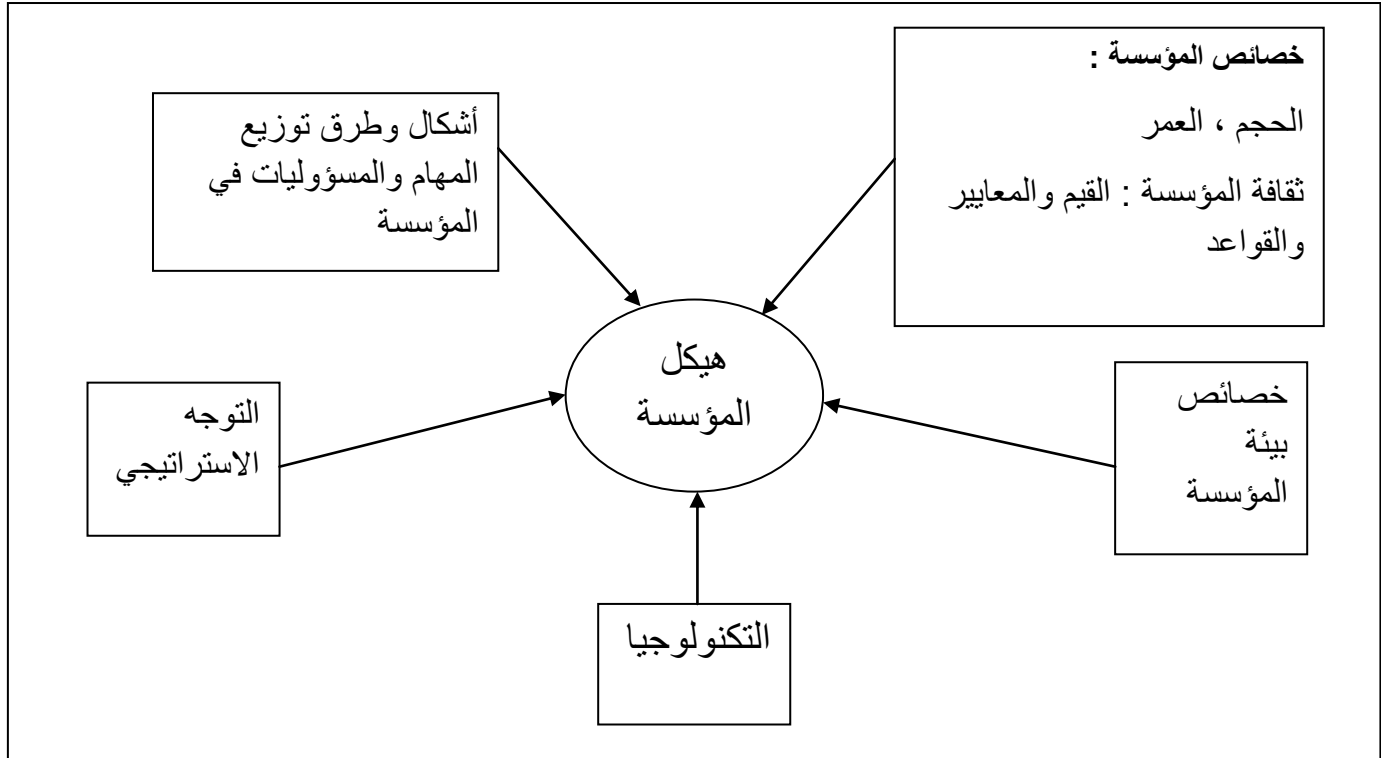 خصائص المؤسسة :
الحجم ، العمر
ثقافة المؤسسة : القيم والمعايير
والقواعد
أشكال وطرق توزيع
المهام والمسؤوليات في
المؤسسة
هيكل
المؤسسة
خصائص
بيئة
المؤسسة
التوجه
الاستراتيجي
التكنولوجيا